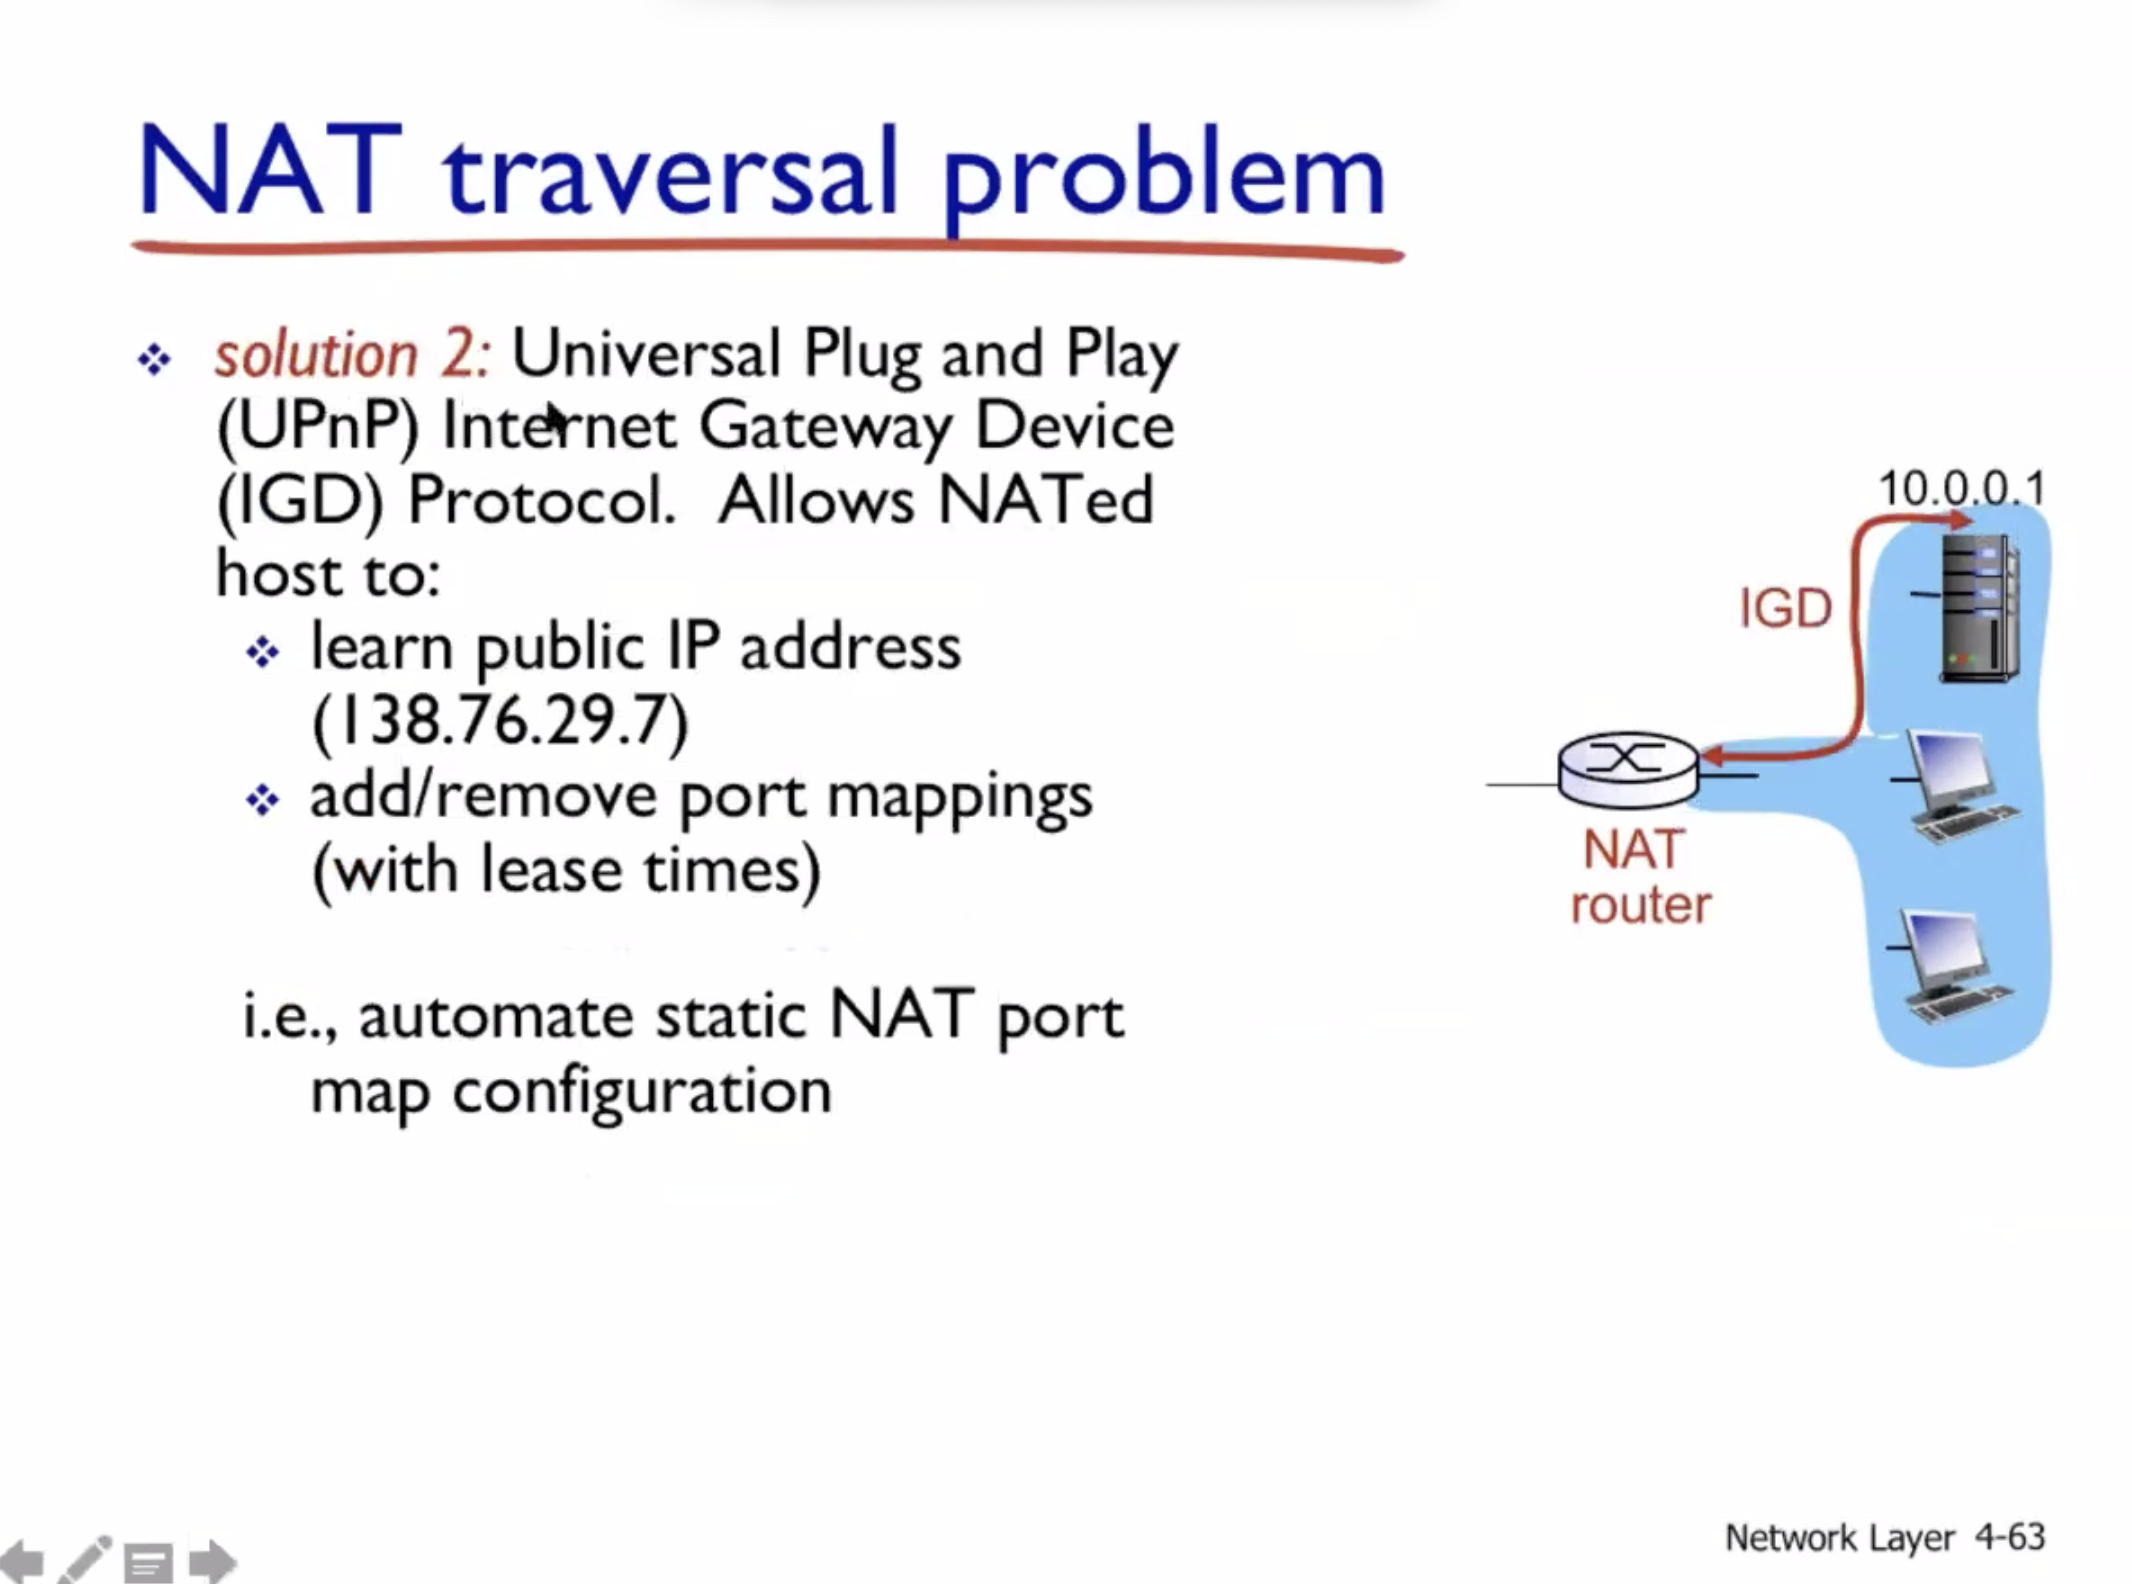 NAT traversal problem
solution 2: Universal Plug and Play
(UPnP) Internet Gateway Device
(IGD) Protocol. Allows NATed
host to:
learn public IP address
(138.76.29.7)
add/remove port mappings
(with lease times)
i.e., automate static NAT port
map configuration
10.0.0.1
IGD
NAT
router
Network Layer 4-63